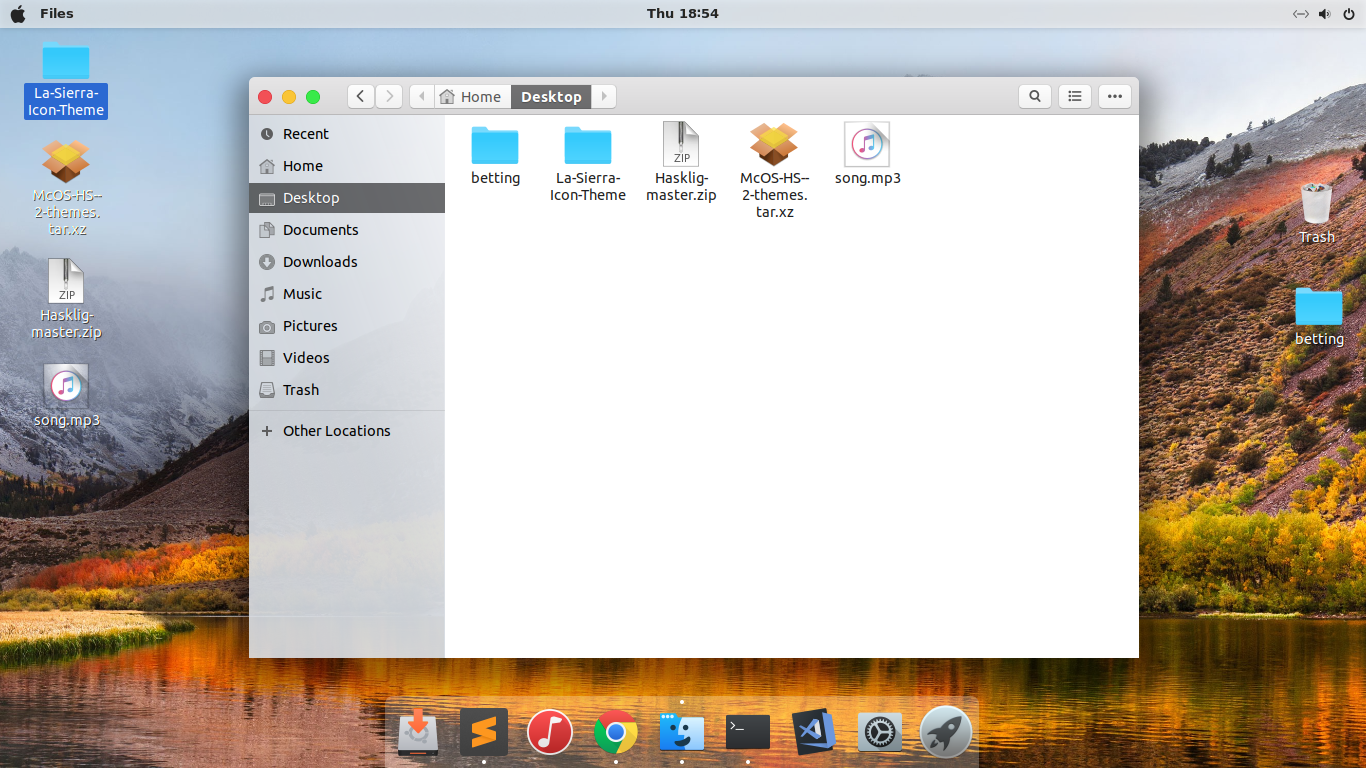 Files
Thu 18:54
La-Sierra-
Icon-Theme
McOS-HS--
2-themes.
tar.xz
ZIP
Hasklig-
master.zip
song.mp3
Home
Desktop
Recent
Home
Desktop
Documents
Downloads
Music
Pictures
Videos
Trash
Other Locations
betting
La-Sierra-
Icon-Theme
ZIP
Hasklig-
master.zip
McOS-HS--
2-themes.
tar.xz
song.mp3
Trash
betting
>_